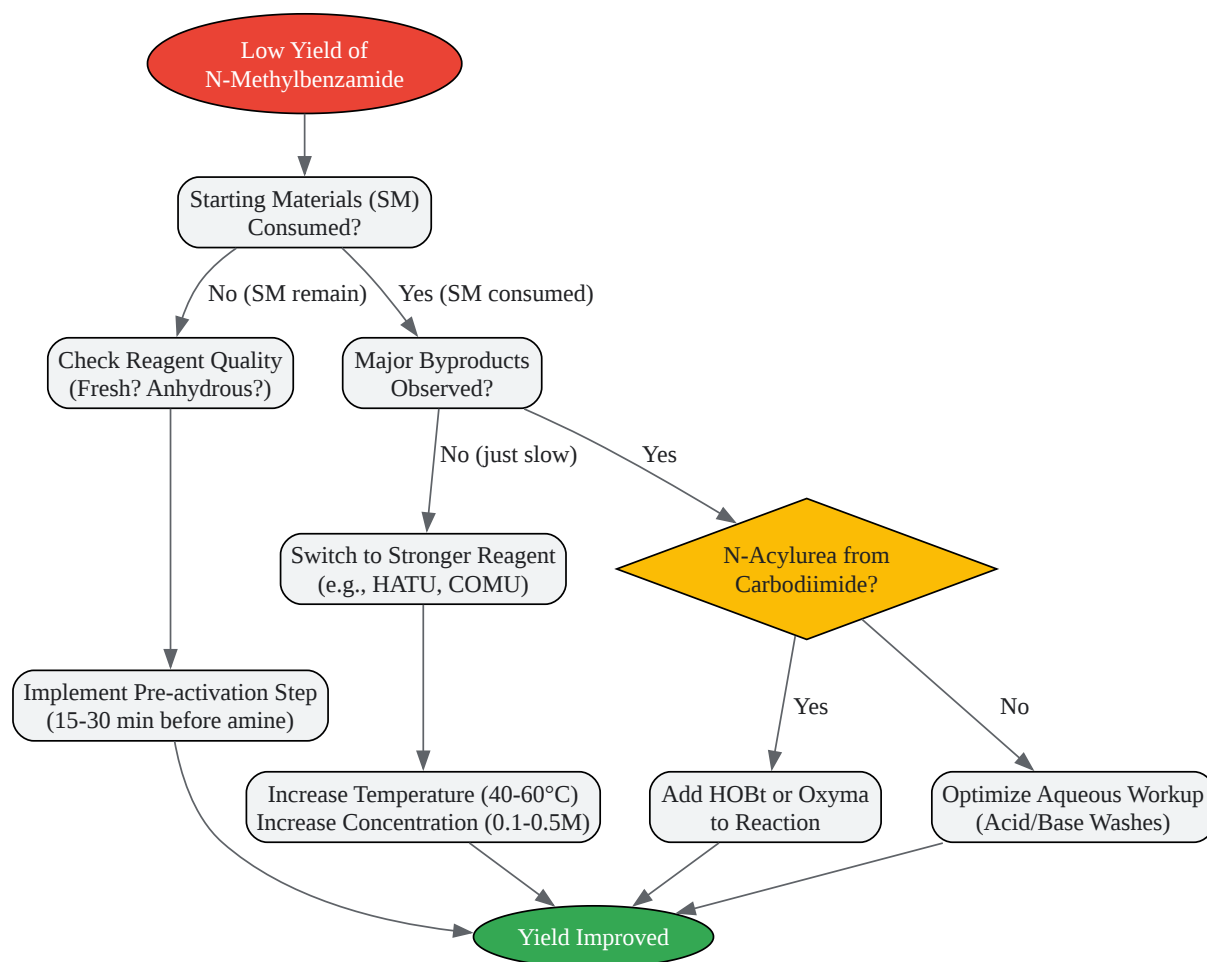 Low Yield of
N-Methylbenzamide
Starting Materials (SM)
Consumed?
No (SM remain)
Yes (SM consumed)
Check Reagent Quality
(Fresh? Anhydrous?)
Major Byproducts
Observed?
No (just slow)
Yes
Switch to Stronger Reagent
(e.g., HATU, COMU)
N-Acylurea from
Carbodiimide?
Implement Pre-activation Step
(15-30 min before amine)
Yes
No
Increase Temperature (40-60°C)
Increase Concentration (0.1-0.5M)
Add HOBt or Oxyma
to Reaction
Optimize Aqueous Workup
(Acid/Base Washes)
Yield Improved